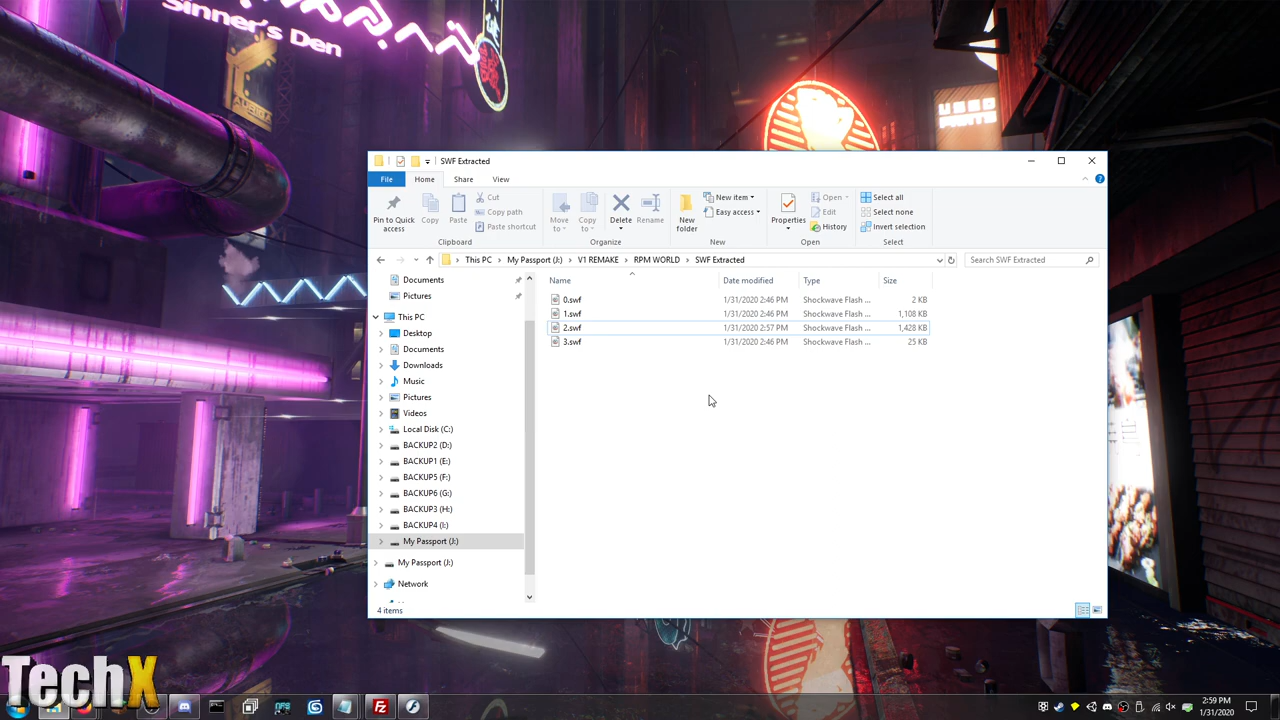 Sinner's Den
USED
PARTS
SWF Extracted
File
Home
Share
View
Pin to Quick
access
Copy
Paste
Cut
Copy path
Paste shortcut
Clipboard
Move
to
Copy
to
Delete
Rename
Organize
New
folder
New item
Easy access
New
Properties
Open
Edit
History
Open
Select all
Select none
Invert selection
Select
This PC
My Passport (J:)
V1 REMAKE
RPM WORLD
SWF Extracted
Search SWF Extracted
Documents
Pictures
This PC
Desktop
Documents
Downloads
Music
Pictures
Videos
Local Disk (C:)
BACKUP2 (D:)
BACKUP1 (E:)
BACKUP5 (F:)
BACKUP6 (G:)
BACKUP3 (H:)
BACKUP4 (I:)
My Passport (J:)
My Passport (J:)
Network
Name Date modified Type Size
0.swf 1/31/2020 2:46 PM Shockwave Flash ... 2 KB
1.swf 1/31/2020 2:46 PM Shockwave Flash ... 1,108 KB
2.swf 1/31/2020 2:57 PM Shockwave Flash ... 1,428 KB
3.swf 1/31/2020 2:46 PM Shockwave Flash ... 25 KB
4 items
TechX
NFS
2:59 PM
1/31/2020